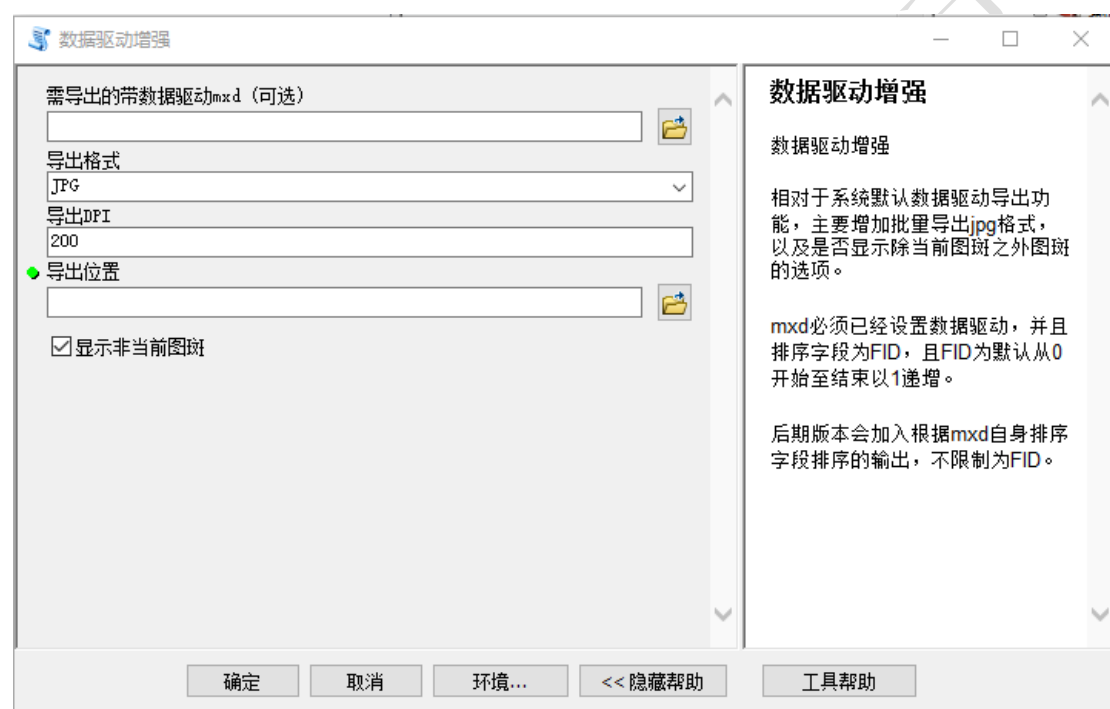 数据驱动增强
需导出的带数据驱动mxd（可选）
导出格式
JPG
导出DPI
200
导出位置
显示非当前图斑
数据驱动增强
数据驱动增强
相对于系统默认数据驱动导出功
能，主要增加批量导出jpg格式，
以及是否显示除当前图斑之外图斑
的选项。
mxd必须已经设置数据驱动，并且
排序字段为FID，且FID为默认从0
开始至结束以1递增。
后期版本会加入根据mxd自身排序
字段排序的输出，不限制为FID。
确定
取消
环境...
<< 隐藏帮助
工具帮助